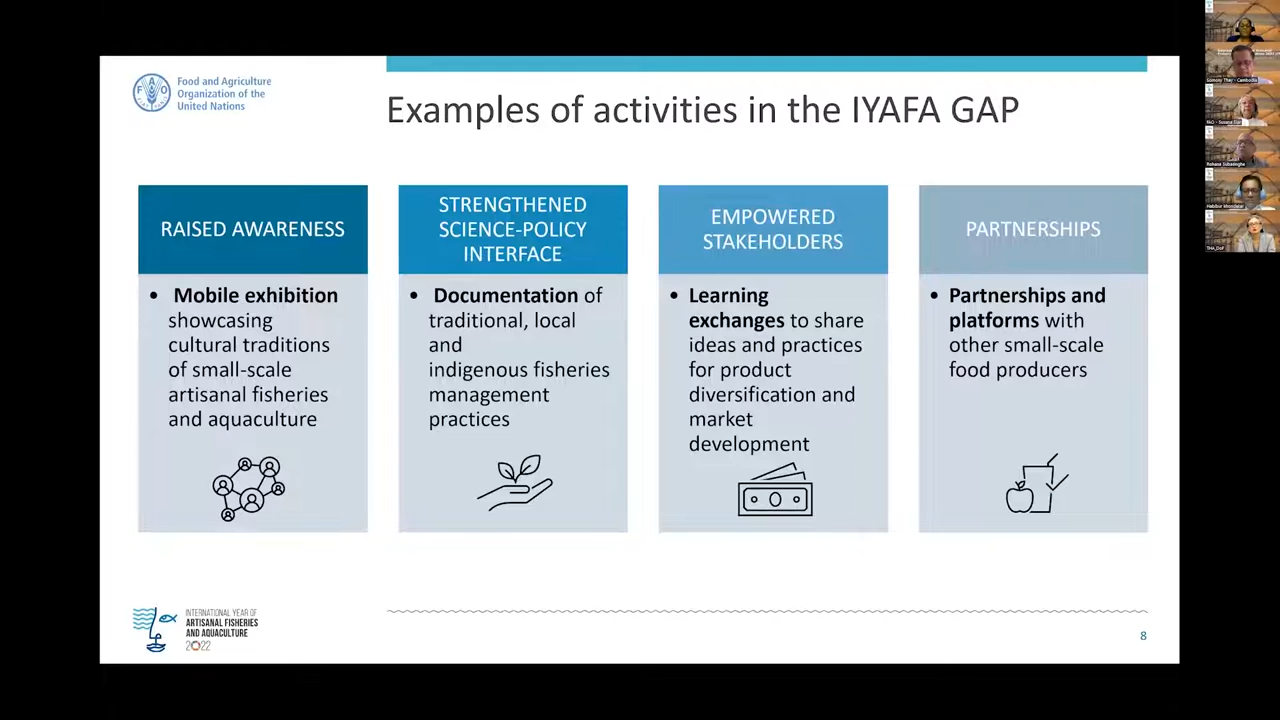 Food and Agriculture
Organization of the
United Nations
Examples of activities in the IYAFA GAP
RAISED AWARENESS
• Mobile exhibition
showcasing
cultural traditions
of small-scale
artisanal fisheries
and aquaculture
STRENGTHENED
SCIENCE-POLICY
INTERFACE
• Documentation of
traditional, local
and
indigenous fisheries
management
practices
EMPOWERED
STAKEHOLDERS
• Learning
exchanges to share
ideas and practices
for product
diversification and
market
development
PARTNERSHIPS
• Partnerships and
platforms with
other small-scale
food producers
INTERNATIONAL YEAR OF
ARTISANAL FISHERIES
AND AQUACULTURE
2022
8
Rohana Subasinghe